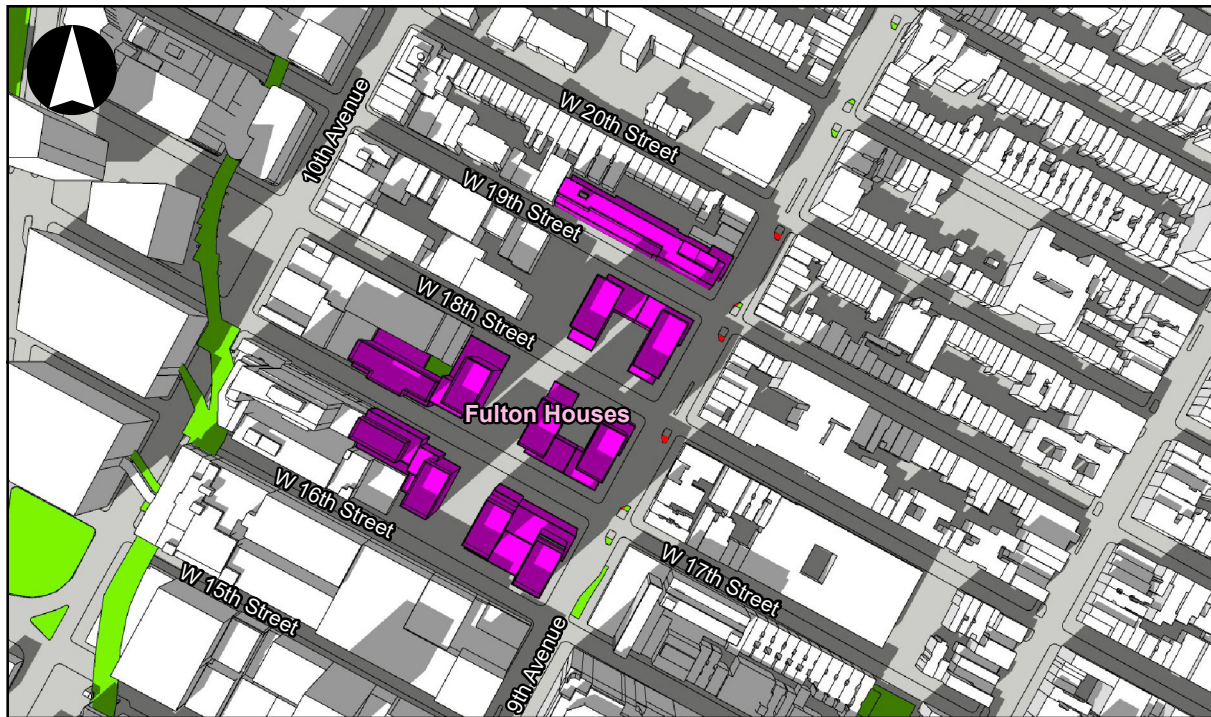 10th Avenue
W 20th Street
W 19th Street
W 18th Street
Fulton Houses
W 16th Street
W 17th Street
W 15th Street
9th Avenue